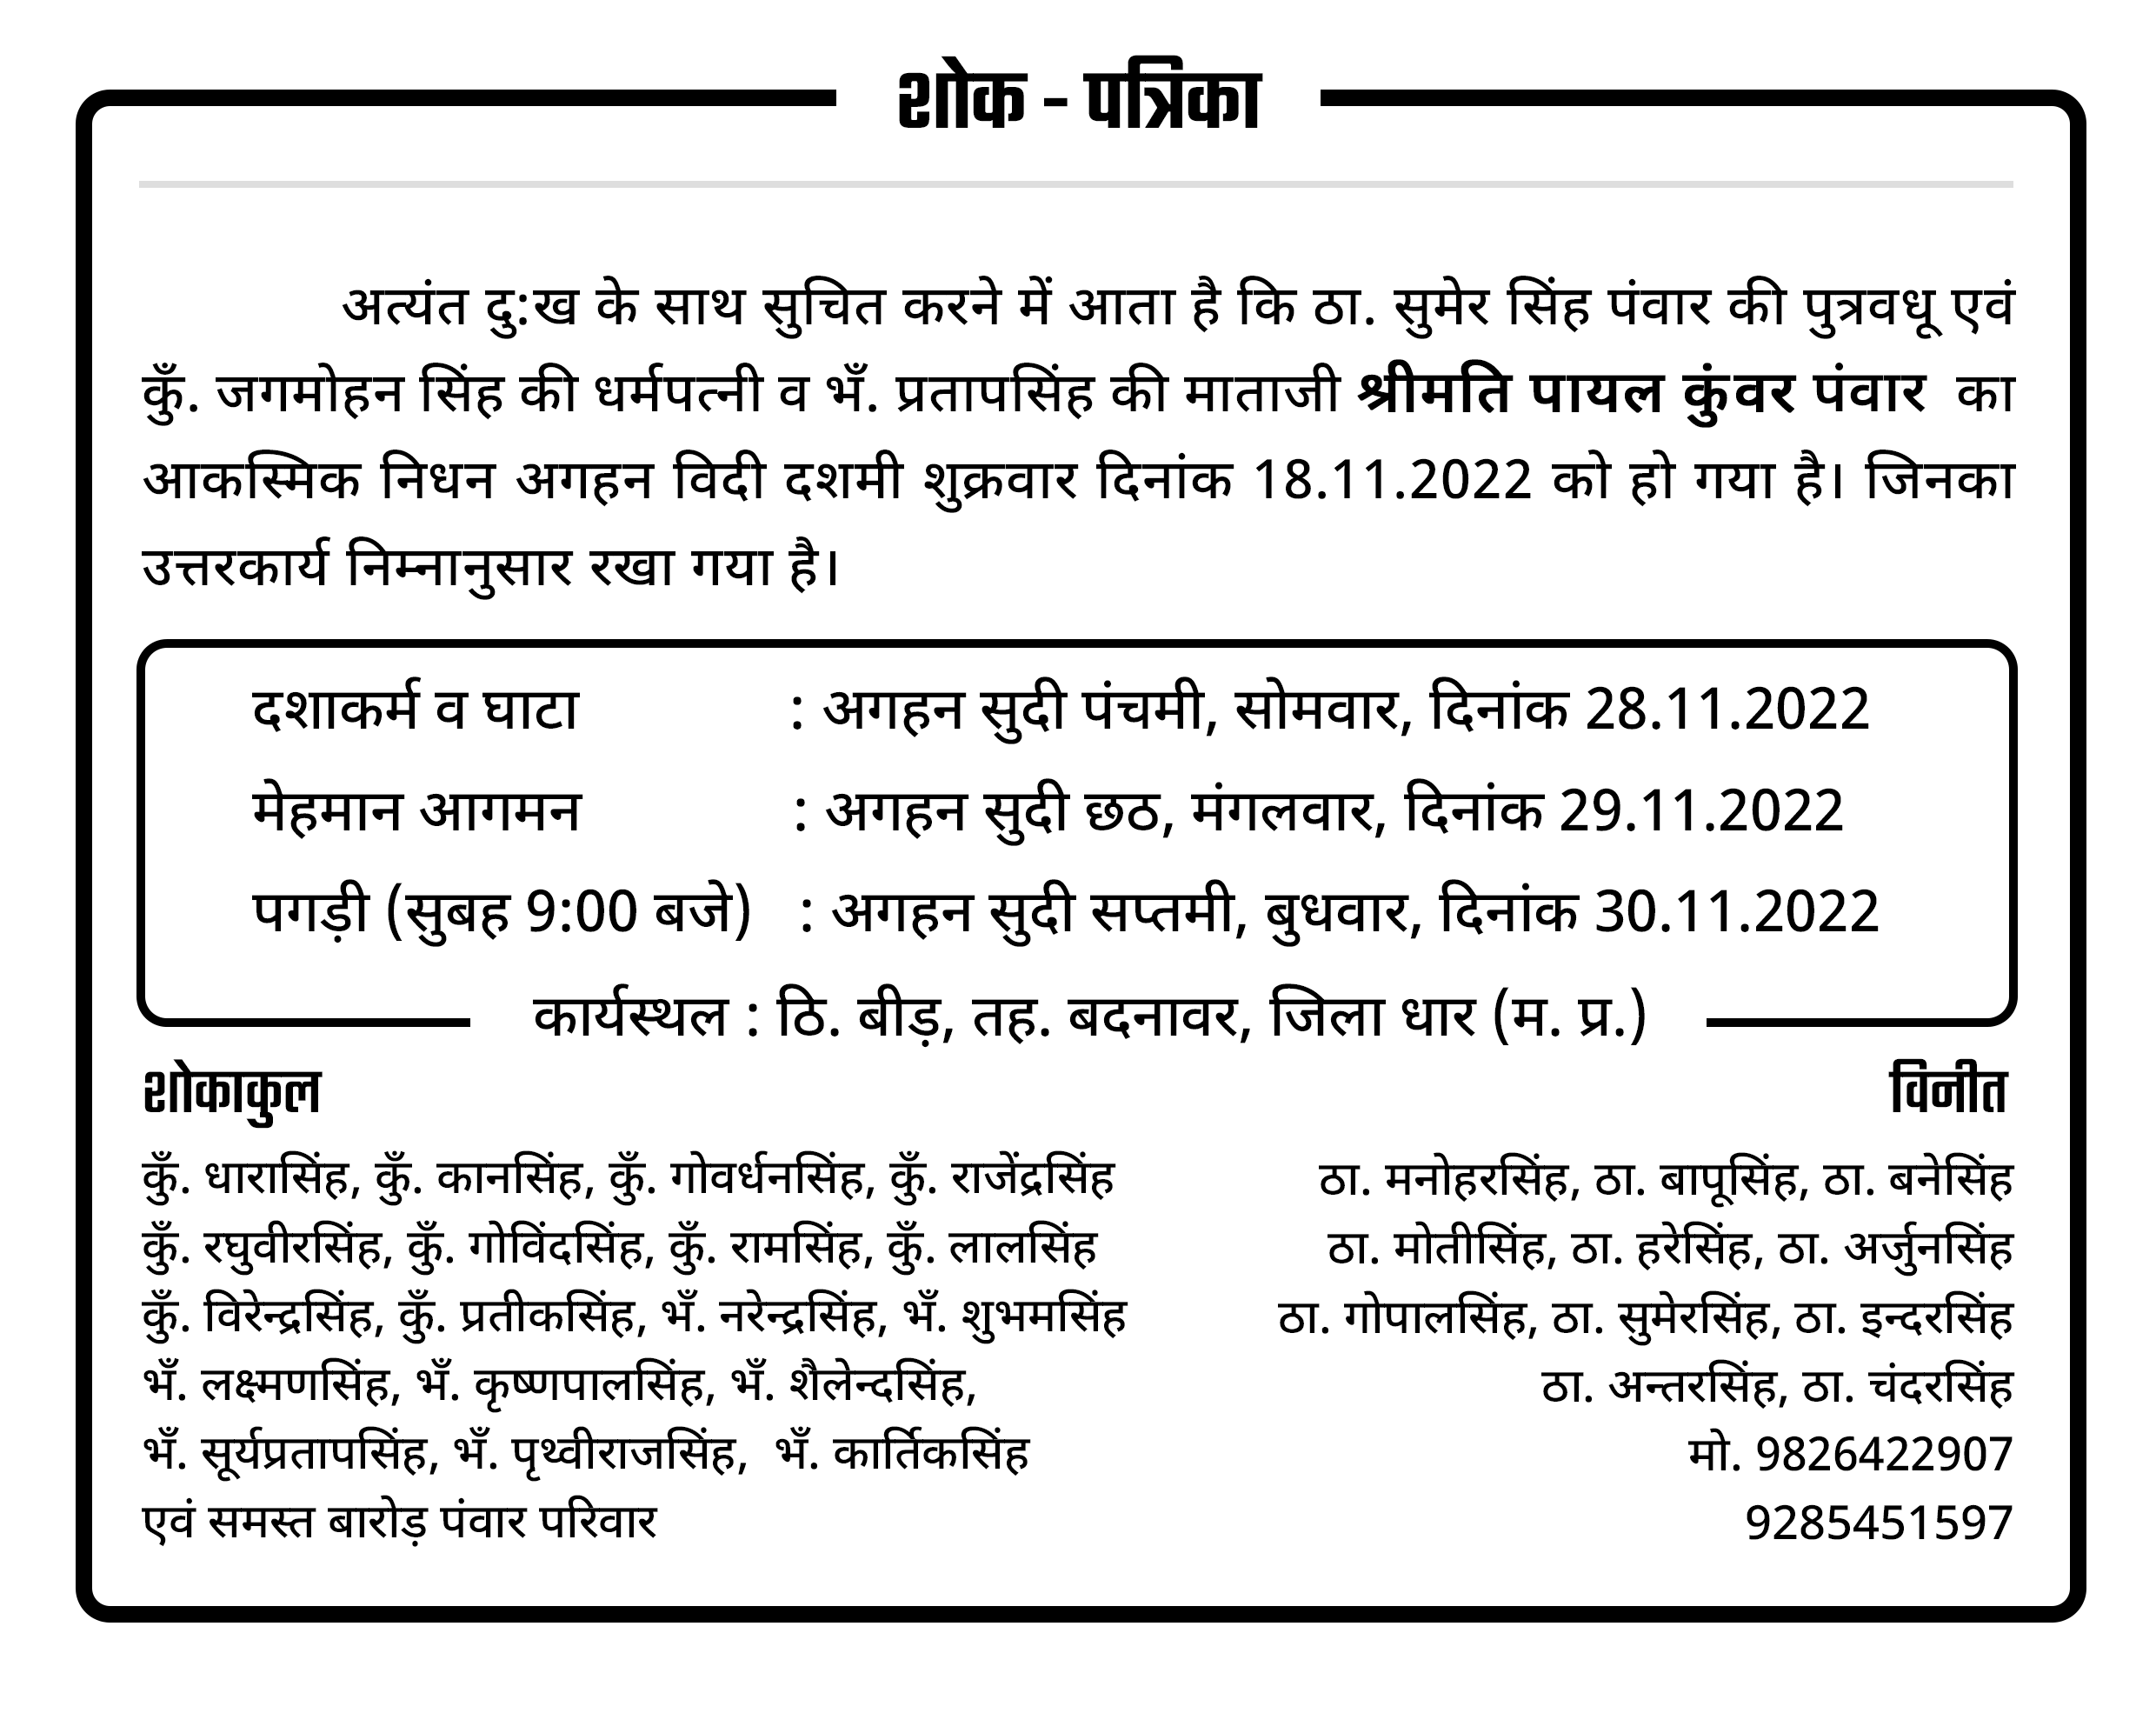 शोक - पत्रिका
अत्यंत दु:ख के साथ सुचित करने में आता है कि ठा. सुमेर सिंह पंवार की पुत्रवधू एवं
कुँ. जगमोहन सिंह की धर्मपत्नी व भँ. प्रतापसिंह की माताजी श्रीमति पायल कुंवर पंवार का
आकस्मिक निधन अगहन विदी दशमी शुक्रवार दिनांक 18.11.2022 को हो गया है। जिनका
उत्तरकार्य निम्नानुसार रखा गया है।
दशाकर्म व घाटा : अगहन सुदी पंचमी, सोमवार, दिनांक 28.11.2022
मेहमान आगमन : अगहन सुदी छठ, मंगलवार, दिनांक 29.11.2022
पगड़ी (सुबह 9:00 बजे) : अगहन सुदी सप्तमी, बुधवार, दिनांक 30.11.2022
कार्यस्थल : ठि. बीड़, तह. बदनावर, जिला धार (म. प्र.)
शोकाकुल
कुँ. धारासिंह, कुँ. कानसिंह, कुँ. गोवर्धनसिंह, कुँ. राजेंद्रसिंह
कुँ. रघुवीरसिंह, कुँ. गोविंदसिंह, कुँ. रामसिंह, कुँ. लालसिंह
कुँ. विरेन्द्रसिंह, कुँ. प्रतीकसिंह, भँ. नरेन्द्रसिंह, भँ. शुभमसिंह
भँ. लक्ष्मणसिंह, भँ. कृष्णपालसिंह, भँ. शैलेन्दसिंह,
भँ. सूर्यप्रतापसिंह, भँ. पृथ्वीराजसिंह, भँ. कार्तिकसिंह
एवं समस्त बारोड़ पंवार परिवार
विनीत
ठा. मनोहरसिंह, ठा. बापूसिंह, ठा. बनेसिंह
ठा. मोतीसिंह, ठा. हरेसिंह, ठा. अर्जुनसिंह
ठा. गोपालसिंह, ठा. सुमेरसिंह, ठा. इन्दरसिंह
ठा. अन्तरसिंह, ठा. चंदरसिंह
मो. 9826422907
9285451597